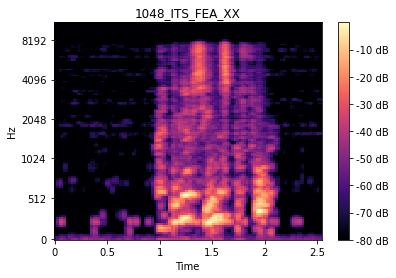 1048_ITS_FEA_XX
8192
4096
2048
1024
512
0
Hz
0 0.5 1 1.5 2 2.5
Time
-10 dB
-20 dB
-30 dB
-40 dB
-50 dB
-60 dB
-70 dB
-80 dB